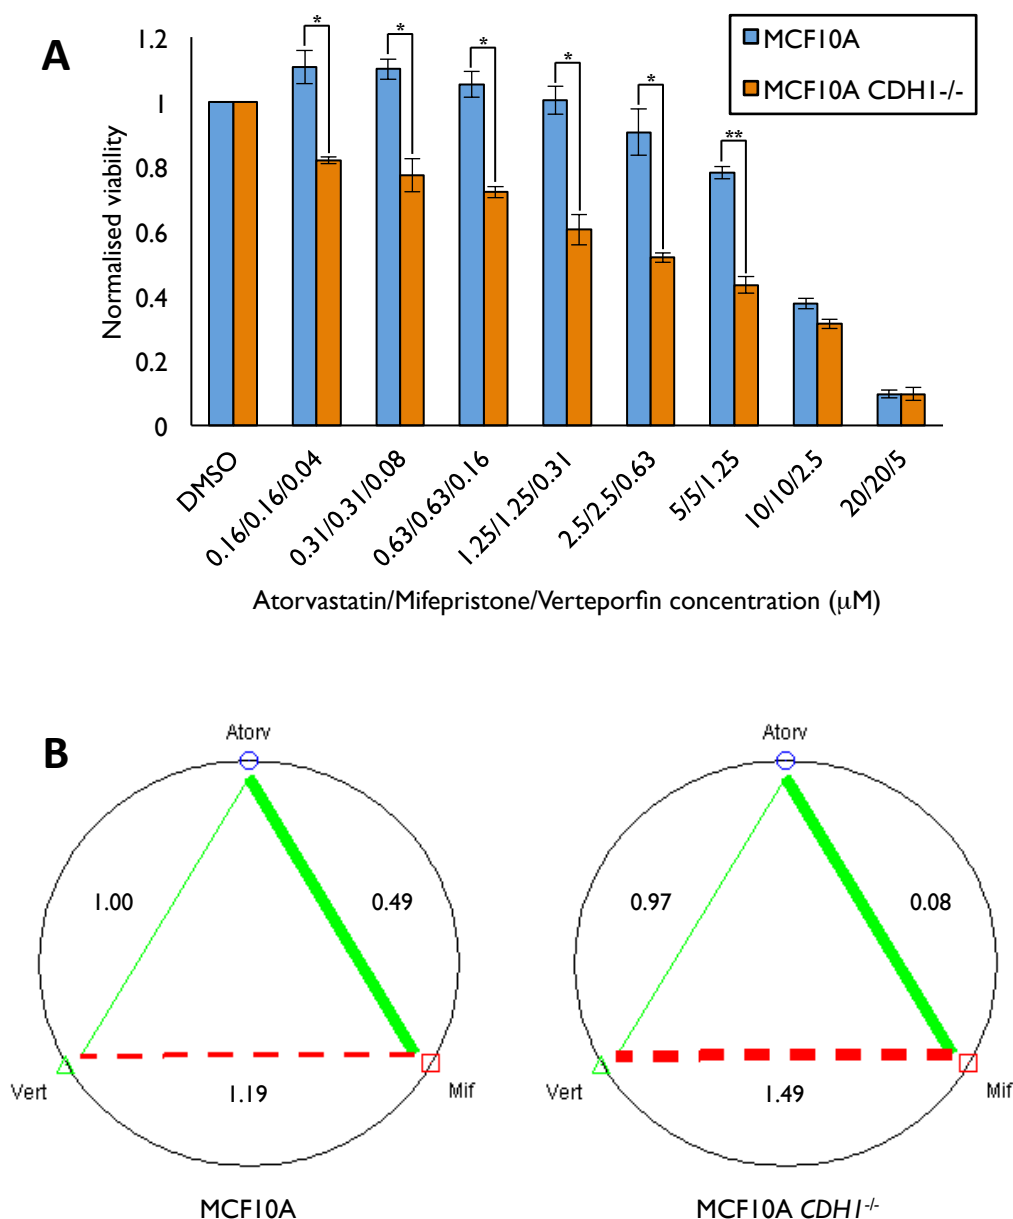 A
MCF10A
MCF10A CDH1-/-
* * * * * **
Normalised viability
1.2
1
0.8
0.6
0.4
0.2
0
DMSO
0.16/0.16/0.04
0.31/0.31/0.08
0.63/0.63/0.16
1.25/1.25/0.31
2.5/2.5/0.63
5/5/1.25
10/10/2.5
20/20/5
Atorvastatin/Mifepristone/Verteporfin concentration (μM)
B
Atorv
1.00
0.49
Vert
1.19
Mif
MCF10A
Atorv
0.97
0.08
Vert
1.49
Mif
MCF10A CDH1-/-